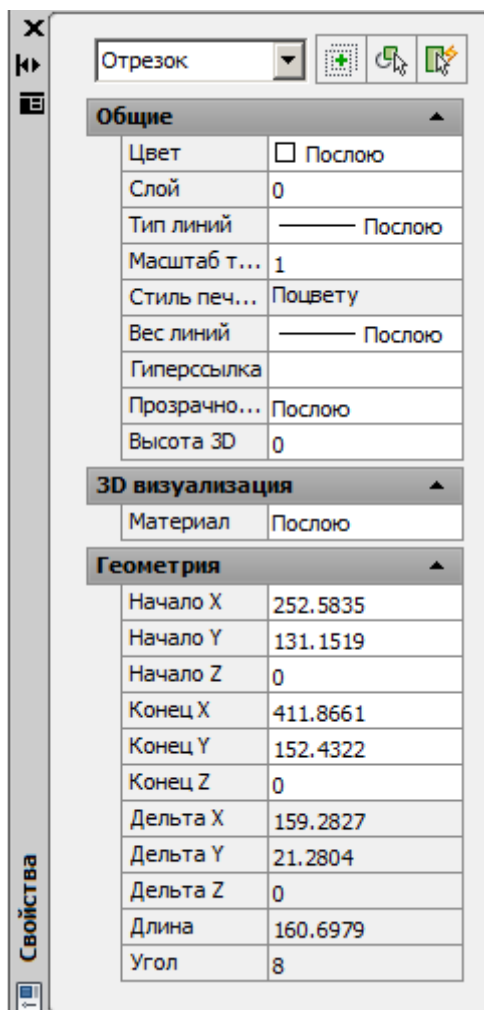 Отрезок
Общие
Цвет Послою
Слой 0
Тип линий Послою
Масштаб т... 1
Стиль печ... Поцвету
Вес линий Послою
Гиперссылка
Прозрачно... Послою
Высота 3D 0
3D визуализация
Материал Послою
Геометрия
Начало X 252.5835
Начало Y 131.1519
Начало Z 0
Конец X 411.8661
Конец Y 152.4322
Конец Z 0
Дельта X 159.2827
Дельта Y 21.2804
Дельта Z 0
Длина 160.6979
Угол 8
Свойства